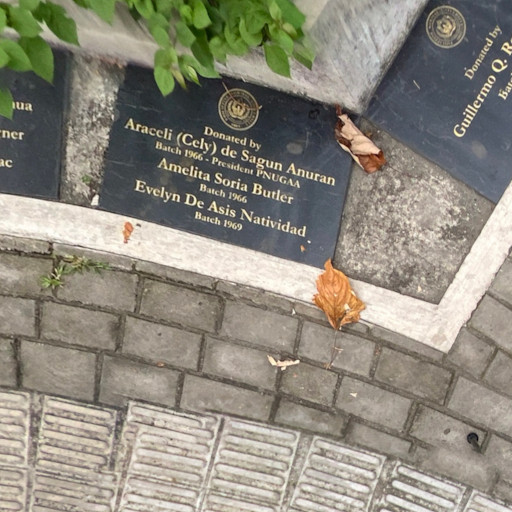 Donated by
Araceli (Cely) de Sagun Anuran
Batch 1966 - President PNUGAA
Amelita Soria Butler
Batch 1966
Evelyn De Asis Natividad
Batch 1969
Donated by
Guillermo Q.